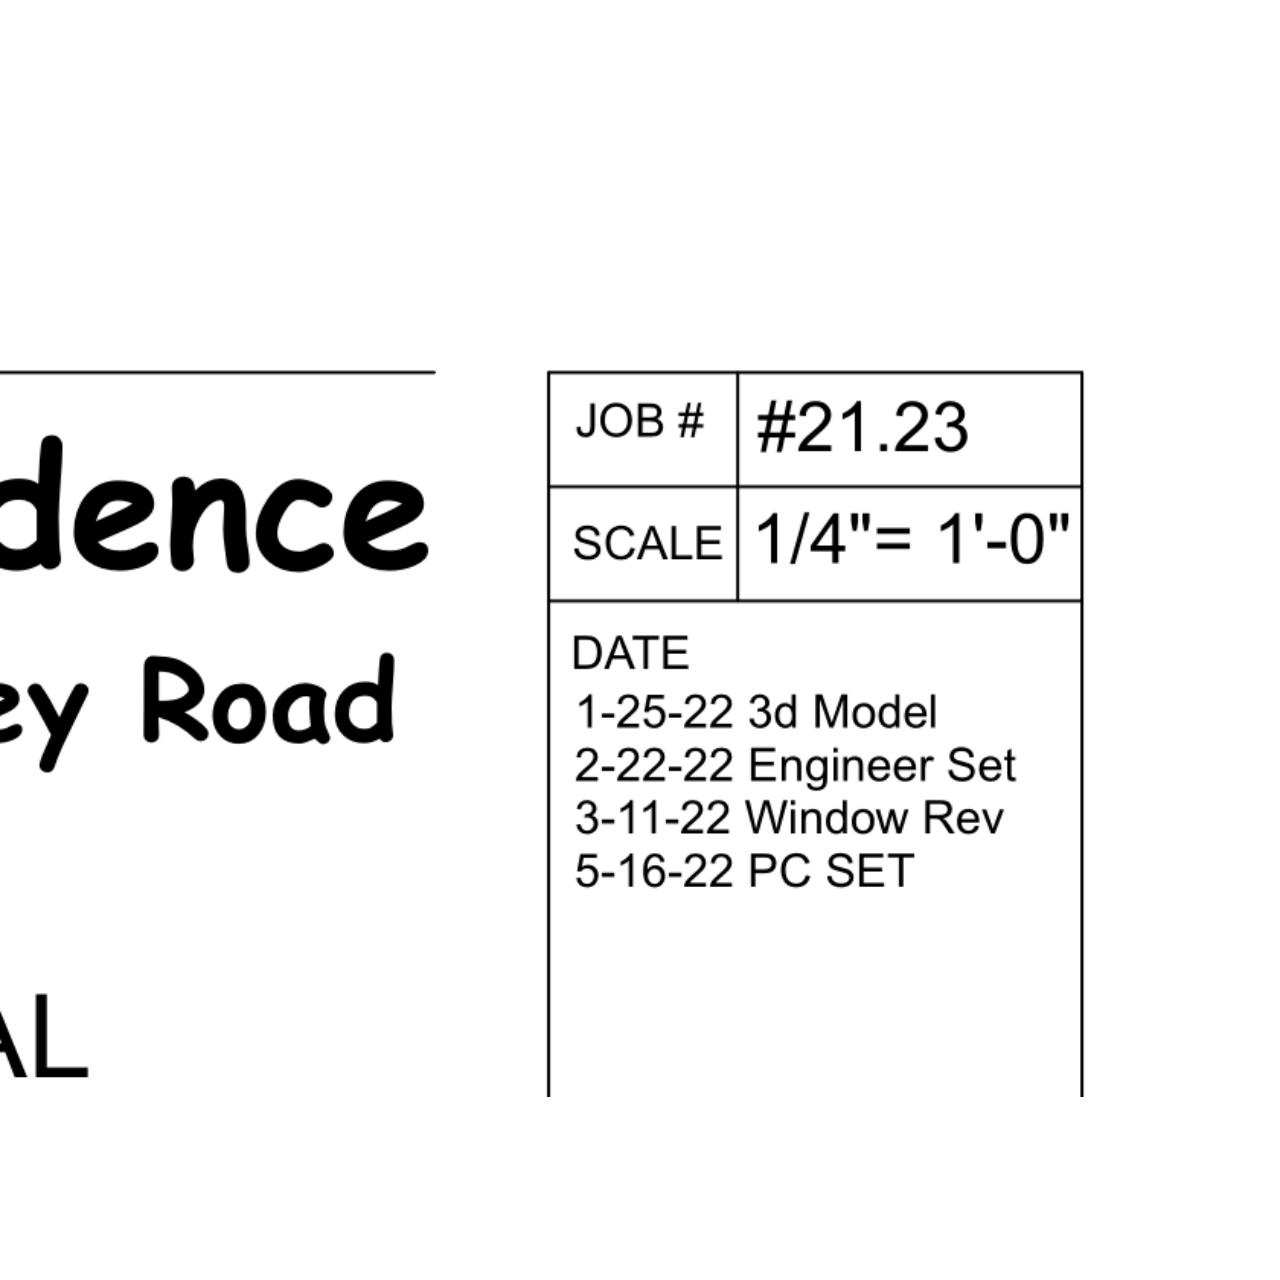 dence
ey Road
AL
JOB # #21.23
SCALE 1/4"= 1'-0"
DATE
1-25-22 3d Model
2-22-22 Engineer Set
3-11-22 Window Rev
5-16-22 PC SET